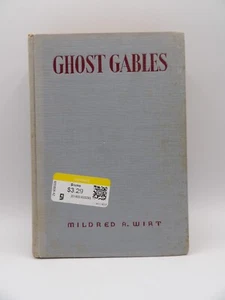 GHOST GABLES
$3.29
MILDRED A. WIRT